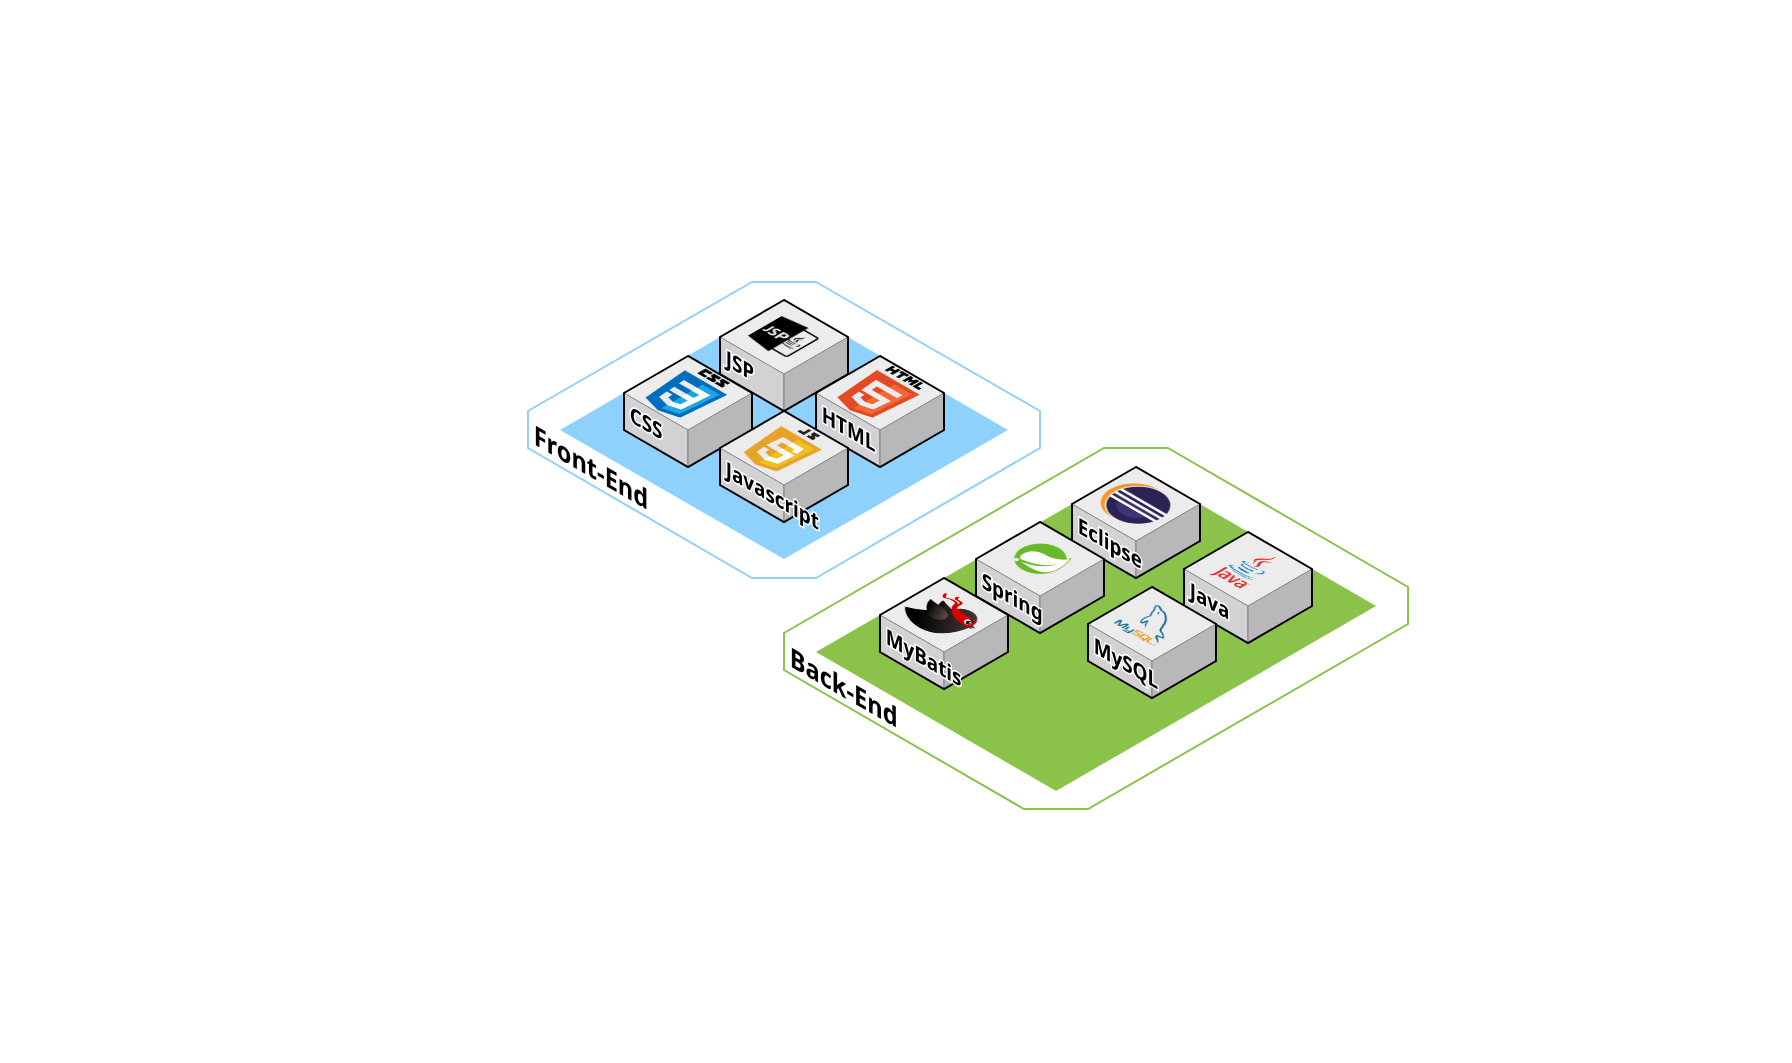 JSP
JSP
CSS
CSS
HTML
HTML
JS
Javascript
Front-End
Eclipse
Spring
Java
Java
MyBatis
MySQL
MySQL
Back-End